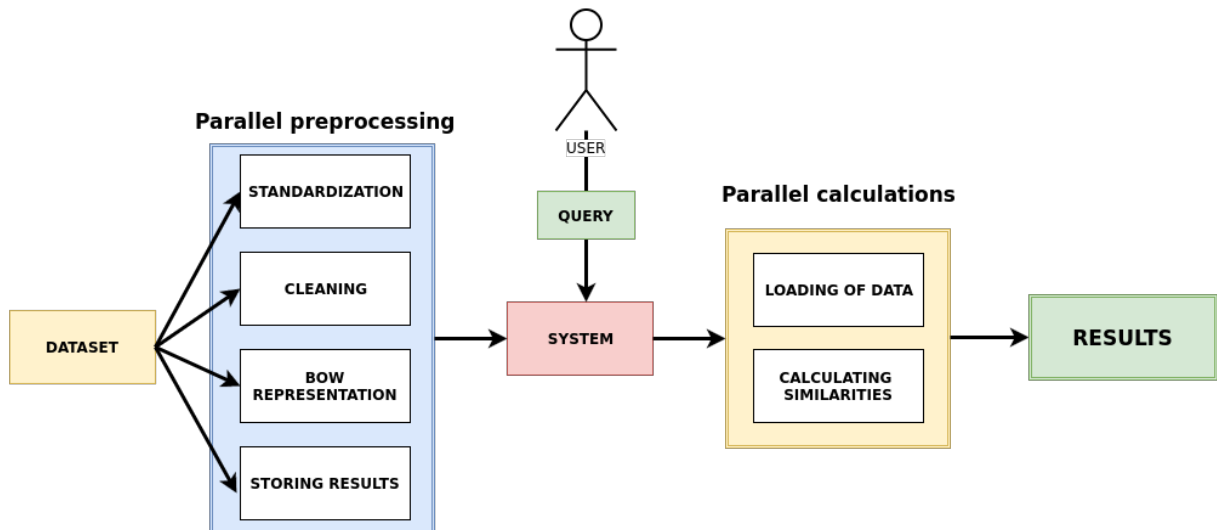 Parallel preprocessing
STANDARDIZATION
CLEANING
BOW
REPRESENTATION
STORING RESULTS
DATASET
USER
QUERY
SYSTEM
Parallel calculations
LOADING OF DATA
CALCULATING
SIMILARITIES
RESULTS